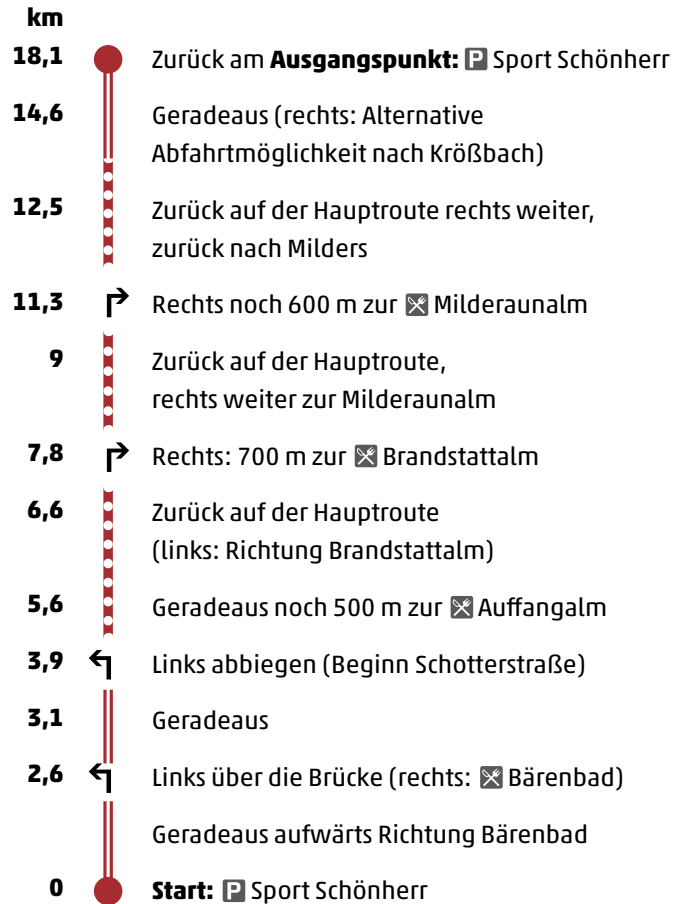 km
18,1 Zurück am Ausgangspunkt: P Sport Schönherr
14,6 Geradeaus (rechts: Alternative
Abfahrtmöglichkeit nach Krößbach)
12,5 Zurück auf der Hauptroute rechts weiter,
zurück nach Milders
11,3 Rechts noch 600 m zur Milderaunalm
9 Zurück auf der Hauptroute,
rechts weiter zur Milderaunalm
7,8 Rechts: 700 m zur Brandstattalm
6,6 Zurück auf der Hauptroute
(links: Richtung Brandstattalm)
5,6 Geradeaus noch 500 m zur Auffangalm
3,9 Links abbiegen (Beginn Schotterstraße)
3,1 Geradeaus
2,6 Links über die Brücke (rechts: Bärenbad)
Geradeaus aufwärts Richtung Bärenbad
0 Start: P Sport Schönherr